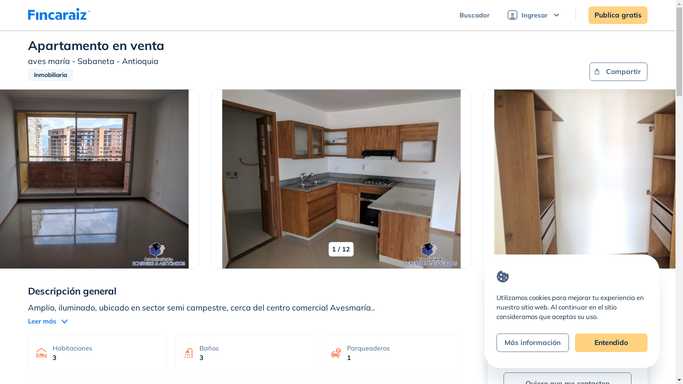 Fincaraiz
Buscador
Ingresar
Publica gratis
Apartamento en venta
aves maría - Sabaneta - Antioquia
Inmobiliaria
Compartir
1 / 12
Descripción general
Amplio, iluminado, ubicado en sector semi campestre, cerca del centro comercial Avesmaría..
Leer más
Habitaciones
3
Baños
3
Parqueaderos
1
Utilizamos cookies para mejorar tu experiencia en
nuestro sitio web. Al continuar en el sitio
consideramos que aceptas su uso.
Más información
Entendido
Quiero que me contacten